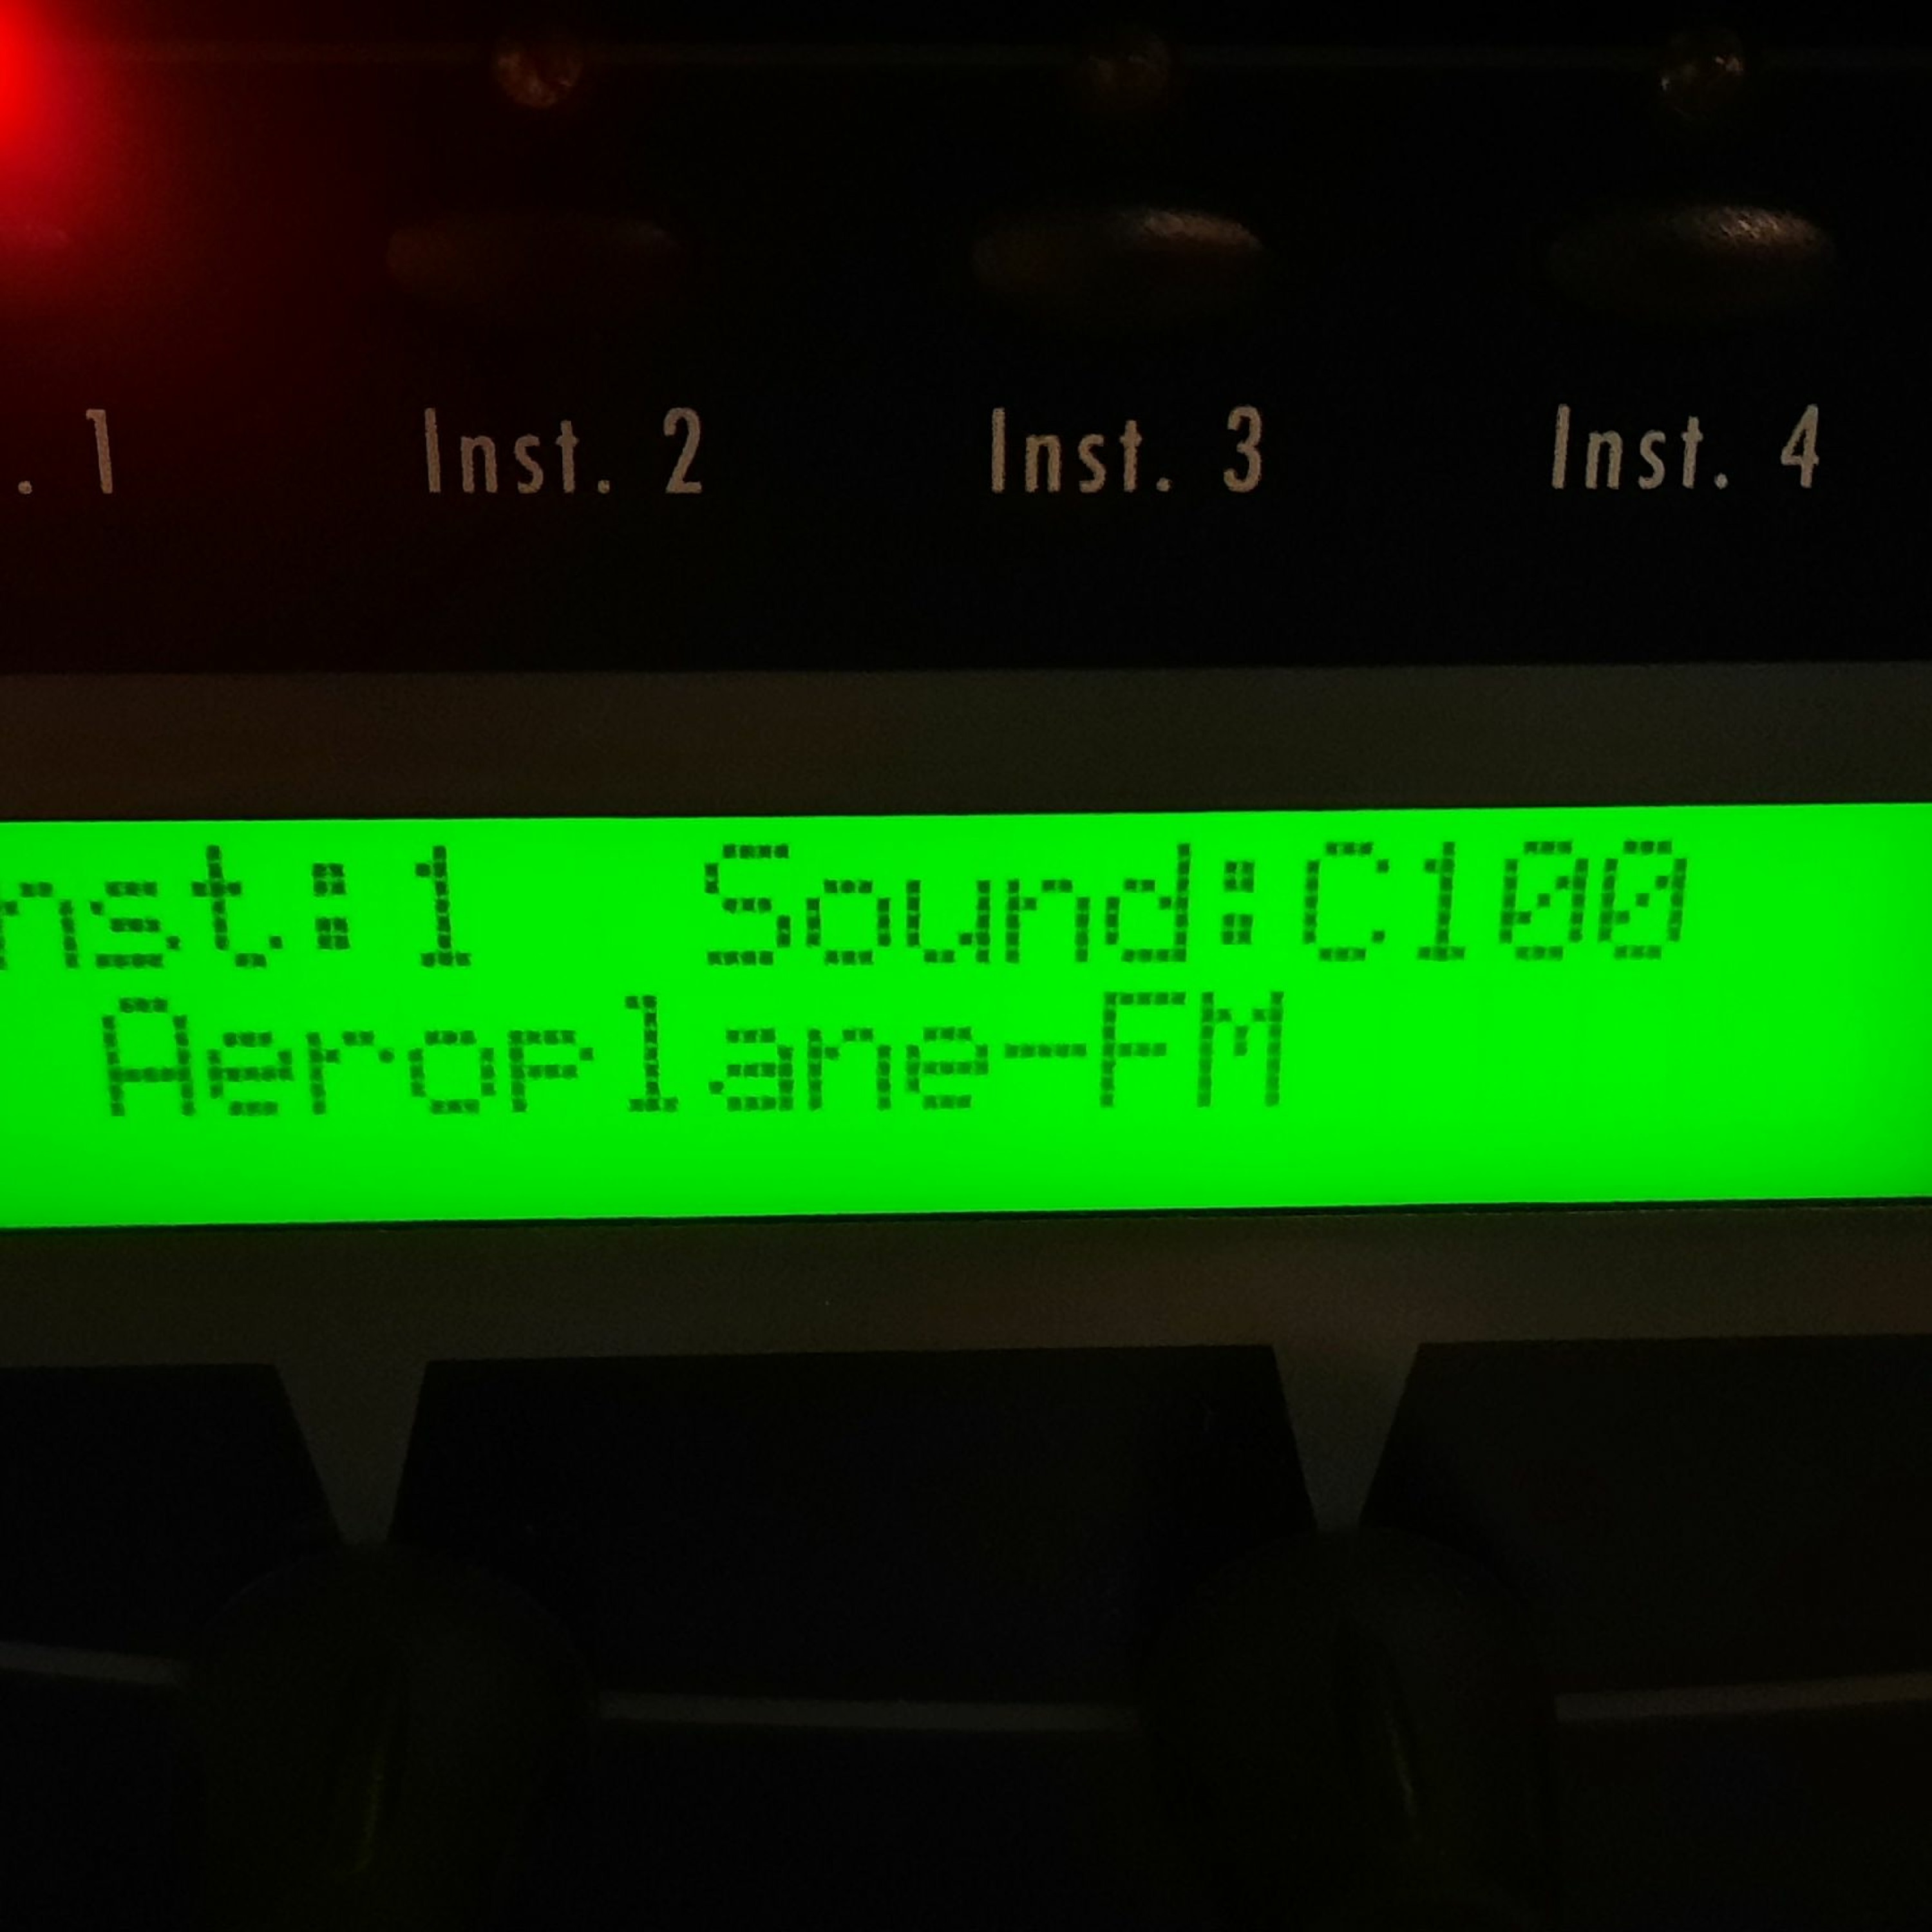 . 1 Inst. 2 Inst. 3 Inst. 4
nst:1 Sound:C100
Aeroplane-FM